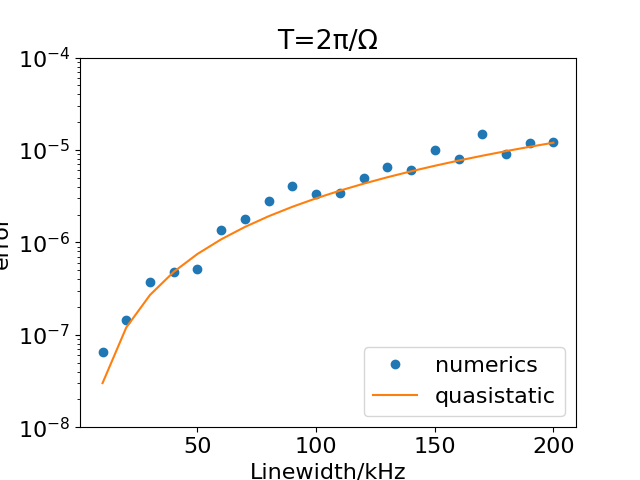 T=2π/Ω
10⁻⁴
10⁻⁵
10⁻⁶
10⁻⁷
10⁻⁸
error
numerics
quasistatic
50
100
150
200
Linewidth/kHz